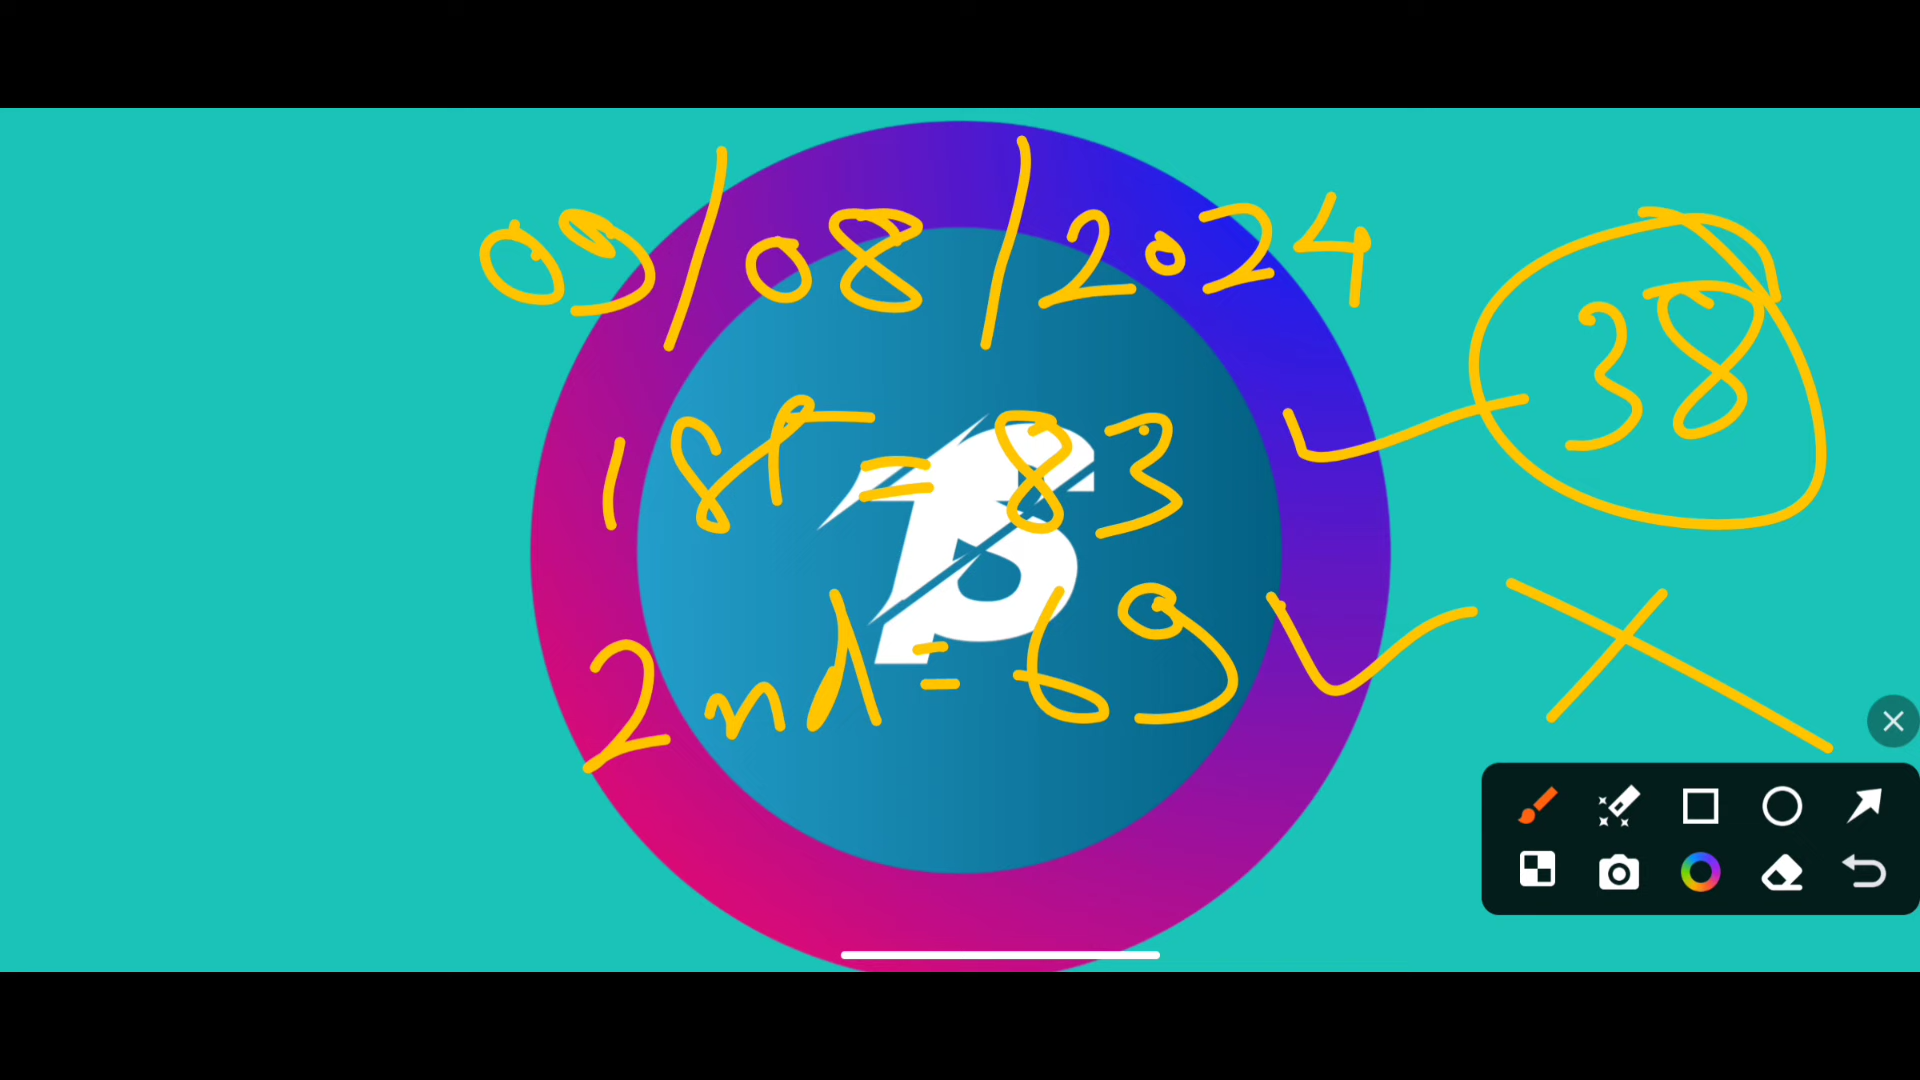 09/08/2024
38
1st = 83
2nd = 69